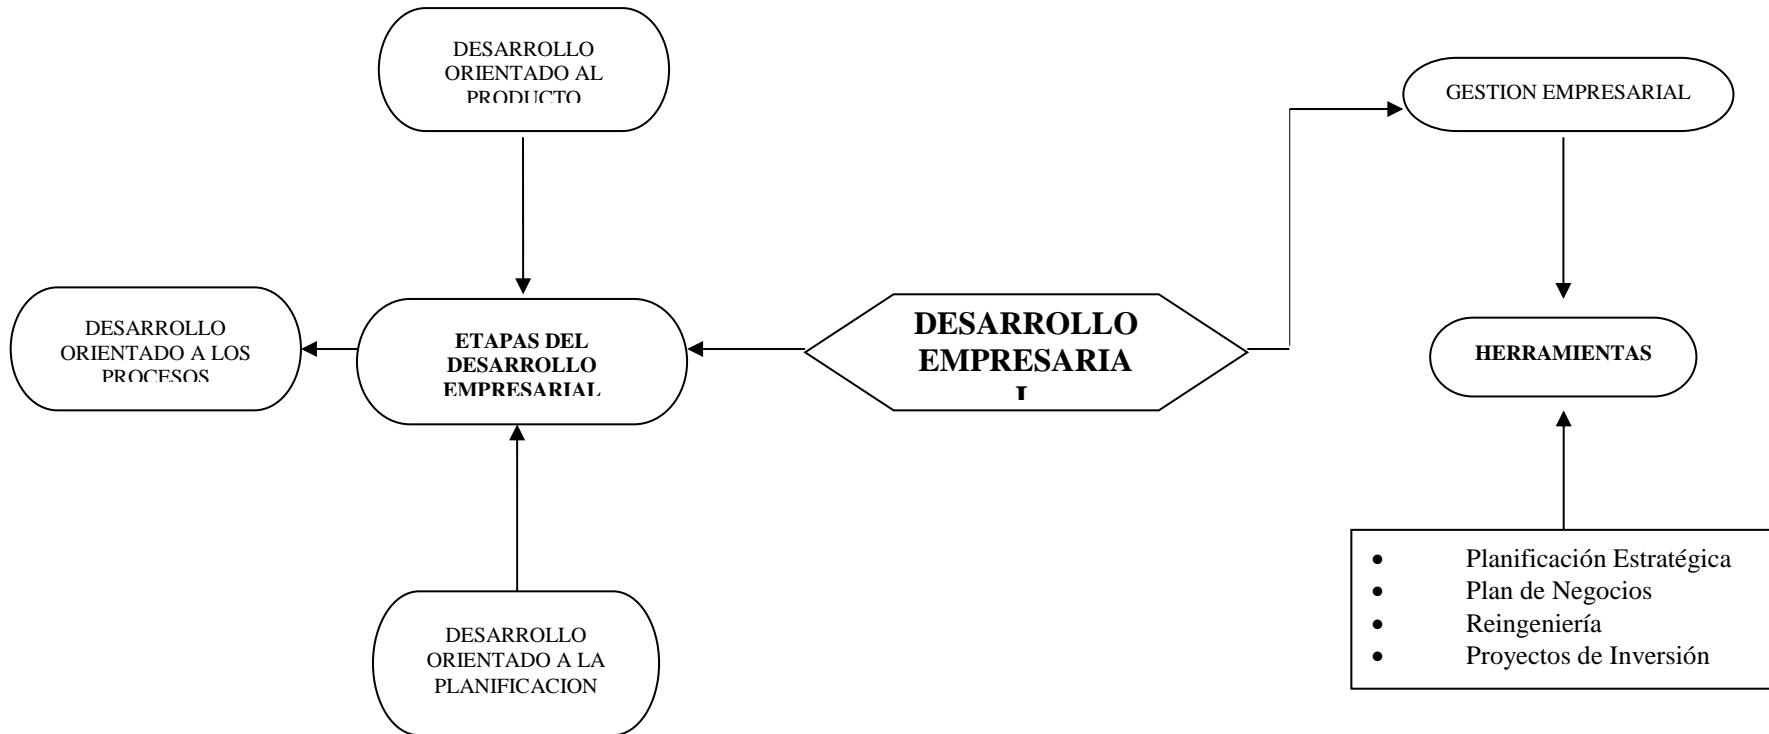 DESARROLLO
ORIENTADO AL
PRODUCTO
GESTION EMPRESARIAL
DESARROLLO
ORIENTADO A LOS
PROCESOS
ETAPAS DEL
DESARROLLO
EMPRESARIAL
DESARROLLO
EMPRESARIA
L
HERRAMIENTAS
DESARROLLO
ORIENTADO A LA
PLANIFICACION
• Planificación Estratégica
• Plan de Negocios
• Reingeniería
• Proyectos de Inversión